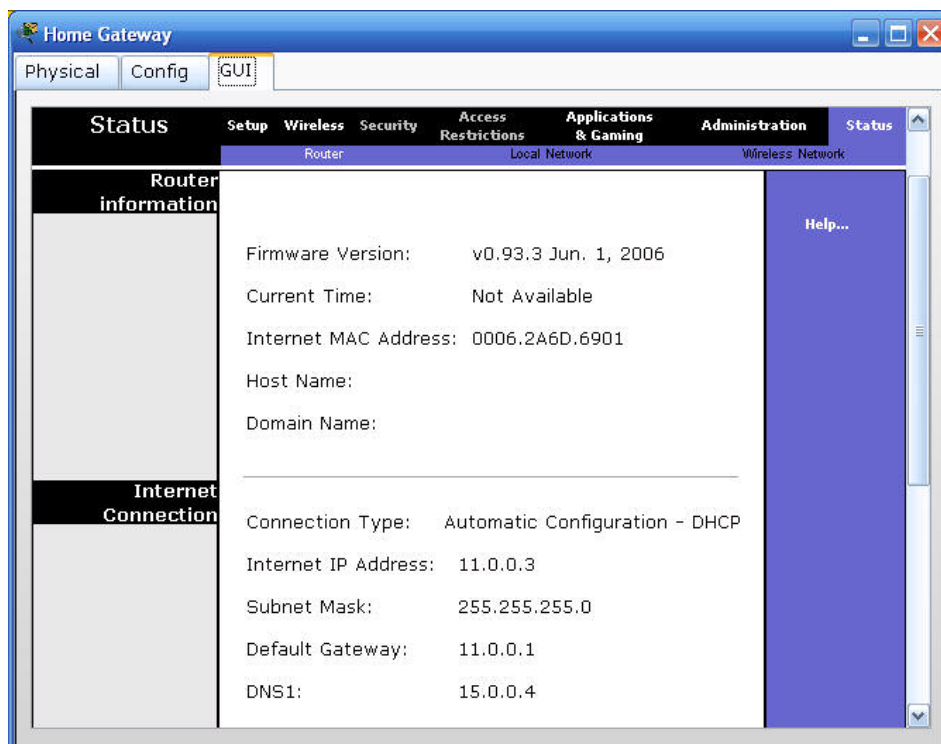 Home Gateway
Physical Config GUI
Status Setup Wireless Security Access Restrictions Applications & Gaming Administration Status
Router Local Network Wireless Network
Router information
Help...
Firmware Version: v0.93.3 Jun. 1, 2006
Current Time: Not Available
Internet MAC Address: 0006.2A6D.6901
Host Name:
Domain Name:
Internet Connection
Connection Type: Automatic Configuration - DHCP
Internet IP Address: 11.0.0.3
Subnet Mask: 255.255.255.0
Default Gateway: 11.0.0.1
DNS1: 15.0.0.4